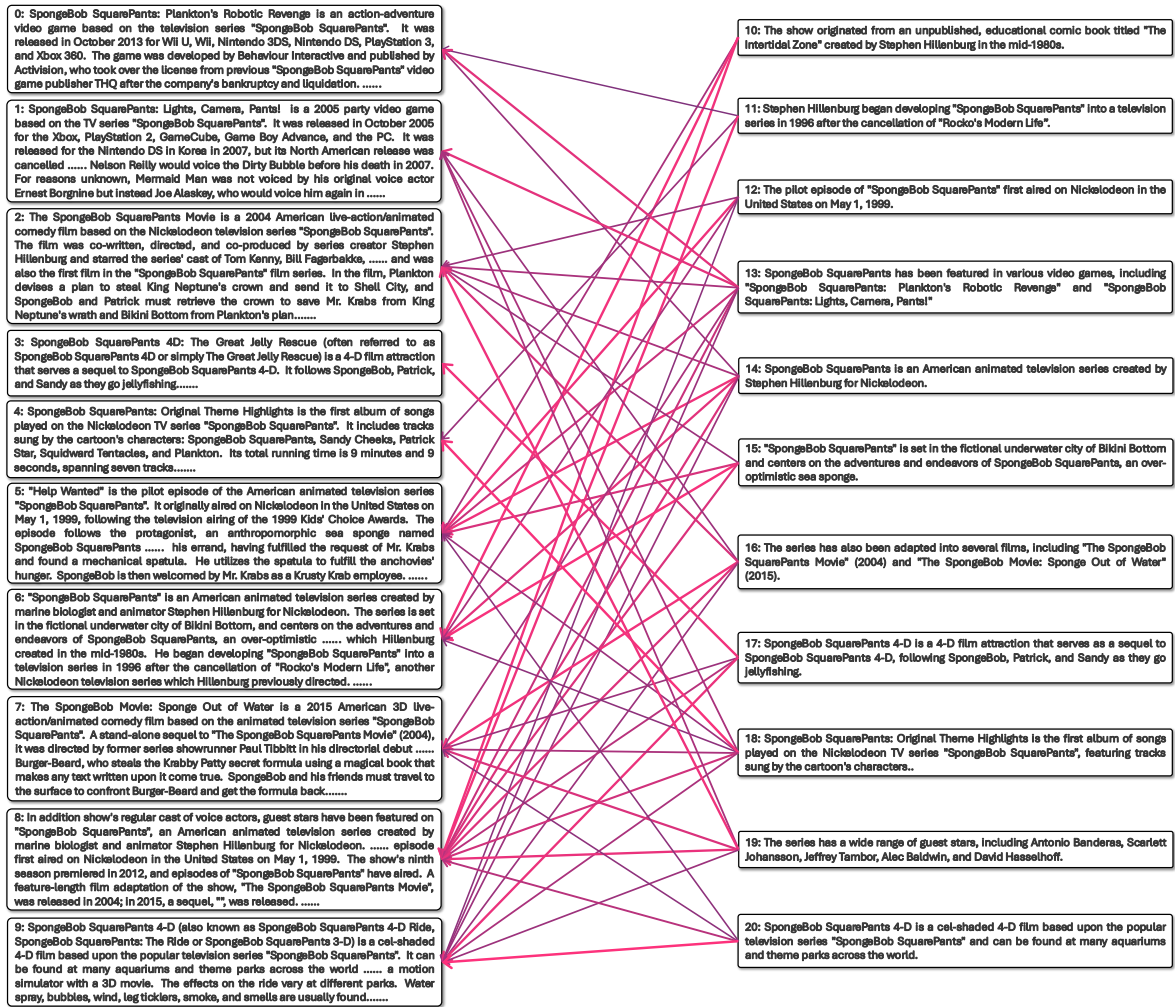 0: SpongeBob SquarePants: Plankton's Robotic Revenge is an action-adventure
video game based on the television series "SpongeBob SquarePants". It was
released in October 2013 for Wii U, Wii, Nintendo 3DS, Nintendo DS, PlayStation 3,
and Xbox 360. The game was developed by Behaviour Interactive and published by
Activision, who took over the license from previous "SpongeBob SquarePants" video
game publisher THQ after the company's bankruptcy and liquidation. ......
1: SpongeBob SquarePants: Lights, Camera, Pants! is a 2005 party video game
based on the TV series "SpongeBob SquarePants". It was released in October 2005
for the Xbox, PlayStation 2, GameCube, Game Boy Advance, and the PC. It was
released for the Nintendo DS in Korea in 2007, but its North American release was
cancelled ...... Nelson Reilly would voice the Dirty Bubble before his death in 2007.
For reasons unknown, Mermaid Man was not voiced by his original voice actor
Ernest Borgnine but instead Joe Alaskey, who would voice him again in ......
2: The SpongeBob SquarePants Movie is a 2004 American live-action/animated
comedy film based on the Nickelodeon television series "SpongeBob SquarePants".
The film was co-written, directed, and co-produced by series creator Stephen
Hillenburg and starred the series' cast of Tom Kenny, Bill Fagerbakke, ...... and was
also the first film in the "SpongeBob SquarePants" film series. In the film, Plankton
devises a plan to steal King Neptune's crown and send it to Shell City, and
SpongeBob and Patrick must retrieve the crown to save Mr. Krabs from King
Neptune's wrath and Bikini Bottom from Plankton's plan.......
3: SpongeBob SquarePants 4D: The Great Jelly Rescue (often referred to as
SpongeBob SquarePants 4D or simply The Great Jelly Rescue) is a 4-D film attraction
that serves a sequel to SpongeBob SquarePants 4-D. It follows SpongeBob, Patrick,
and Sandy as they go jellyfishing.......
4: SpongeBob SquarePants: Original Theme Highlights is the first album of songs
played on the Nickelodeon TV series "SpongeBob SquarePants". It includes tracks
sung by the cartoon's characters: SpongeBob SquarePants, Sandy Cheeks, Patrick
Star, Squidward Tentacles, and Plankton. Its total running time is 9 minutes and 9
seconds, spanning seven tracks.......
5: "Help Wanted" is the pilot episode of the American animated television series
"SpongeBob SquarePants". It originally aired on Nickelodeon in the United States on
May 1, 1999, following the television airing of the 1999 Kids' Choice Awards. The
episode follows the protagonist, an anthropomorphic sea sponge named
SpongeBob SquarePants ...... his errand, having fulfilled the request of Mr. Krabs
and found a mechanical spatula. He utilizes the spatula to fulfill the anchovies'
hunger. SpongeBob is then welcomed by Mr. Krabs as a Krusty Krab employee. ......
6: "SpongeBob SquarePants" is an American animated television series created by
marine biologist and animator Stephen Hillenburg for Nickelodeon. The series is set
in the fictional underwater city of Bikini Bottom, and centers on the adventures and
endeavors of SpongeBob SquarePants, an over-optimistic ...... which Hillenburg
created in the mid-1980s. He began developing "SpongeBob SquarePants" into a
television series in 1996 after the cancellation of "Rocko's Modern Life", another
Nickelodeon television series which Hillenburg previously directed. ......
7: The SpongeBob Movie: Sponge Out of Water is a 2015 American 3D live-
action/animated comedy film based on the animated television series "SpongeBob
SquarePants". A stand-alone sequel to "The SpongeBob SquarePants Movie" (2004),
it was directed by former series showrunner Paul Tibbitt in his directorial debut ......
Burger-Beard, who steals the Krabby Patty secret formula using a magical book that
makes any text written upon it come true. SpongeBob and his friends must travel to
the surface to confront Burger-Beard and get the formula back.......
8: In addition show's regular cast of voice actors, guest stars have been featured on
"SpongeBob SquarePants", an American animated television series created by
marine biologist and animator Stephen Hillenburg for Nickelodeon. ...... episode
first aired on Nickelodeon in the United States on May 1, 1999. The show's ninth
season premiered in 2012, and episodes of "SpongeBob SquarePants" have aired. A
feature-length film adaptation of the show, "The SpongeBob SquarePants Movie",
was released in 2004; in 2015, a sequel, "", was released. ......
9: SpongeBob SquarePants 4-D (also known as SpongeBob SquarePants 4-D Ride,
SpongeBob SquarePants: The Ride or SpongeBob SquarePants 3-D) is a cel-shaded
4-D film based upon the popular television series "SpongeBob SquarePants". It can
be found at many aquariums and theme parks across the world ...... a motion
simulator with a 3D movie. The effects on the ride vary at different parks. Water
spray, bubbles, wind, leg ticklers, smoke, and smells are usually found.......
10: The show originated from an unpublished, educational comic book titled "The
Intertidal Zone" created by Stephen Hillenburg in the mid-1980s.
11: Stephen Hillenburg began developing "SpongeBob SquarePants" into a television
series in 1996 after the cancellation of "Rocko's Modern Life".
12: The pilot episode of "SpongeBob SquarePants" first aired on Nickelodeon in the
United States on May 1, 1999.
13: SpongeBob SquarePants has been featured in various video games, including
"SpongeBob SquarePants: Plankton's Robotic Revenge" and "SpongeBob
SquarePants: Lights, Camera, Pants!"
14: SpongeBob SquarePants is an American animated television series created by
Stephen Hillenburg for Nickelodeon.
15: "SpongeBob SquarePants" is set in the fictional underwater city of Bikini Bottom
and centers on the adventures and endeavors of SpongeBob SquarePants, an over-
optimistic sea sponge.
16: The series has also been adapted into several films, including "The SpongeBob
SquarePants Movie" (2004) and "The SpongeBob Movie: Sponge Out of Water"
(2015).
17: SpongeBob SquarePants 4-D is a 4-D film attraction that serves as a sequel to
SpongeBob SquarePants 4-D, following SpongeBob, Patrick, and Sandy as they go
jellyfishing.
18: SpongeBob SquarePants: Original Theme Highlights is the first album of songs
played on the Nickelodeon TV series "SpongeBob SquarePants", featuring tracks
sung by the cartoon's characters..
19: The series has a wide range of guest stars, including Antonio Banderas, Scarlett
Johansson, Jeffrey Tambor, Alec Baldwin, and David Hasselhoff.
20: SpongeBob SquarePants 4-D is a cel-shaded 4-D film based upon the popular
television series "SpongeBob SquarePants" and can be found at many aquariums
and theme parks across the world.